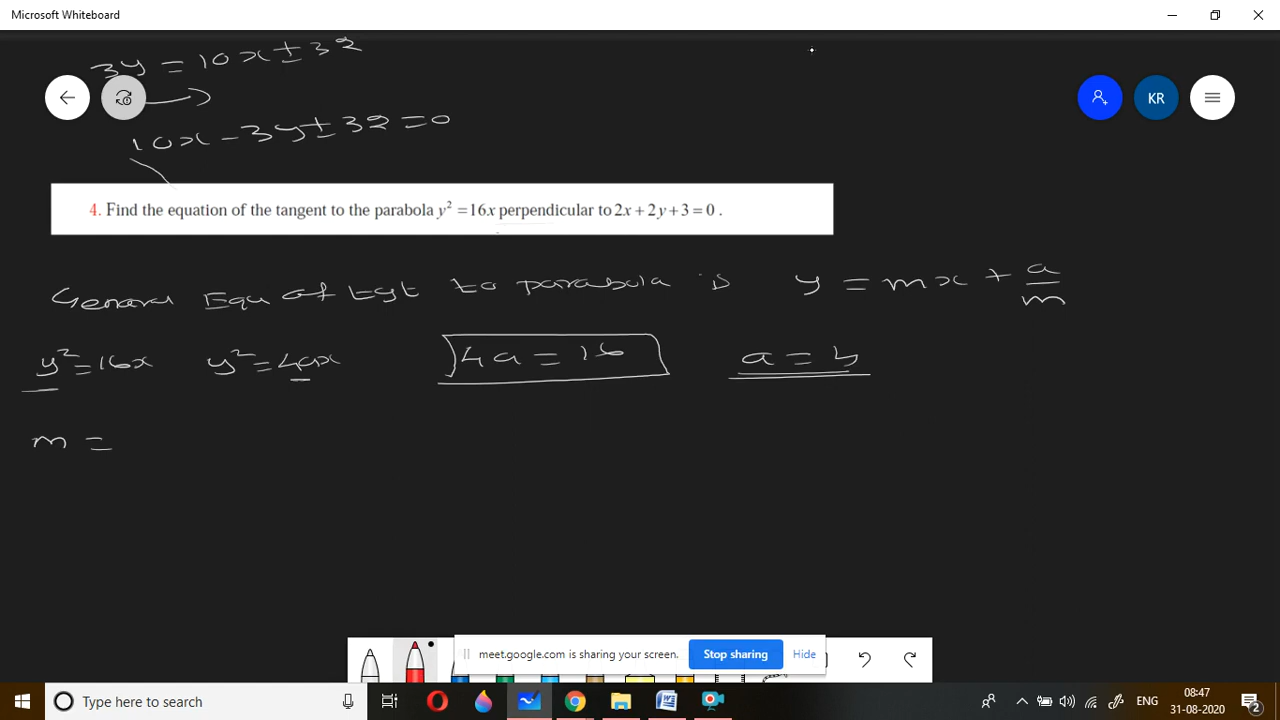 Microsoft Whiteboard
3y = 10x ± 32
10x - 3y ± 32 = 0
KR
4. Find the equation of the tangent to the parabola y² = 16x perpendicular to 2x + 2y + 3 = 0 .
General Equ of tgt to parabola is y = mx + a/m
y² = 16x y² = 4ax 4a = 16 a = 4
m =
meet.google.com is sharing your screen. Stop sharing Hide
Type here to search
ENG
08:47
31-08-2020
2